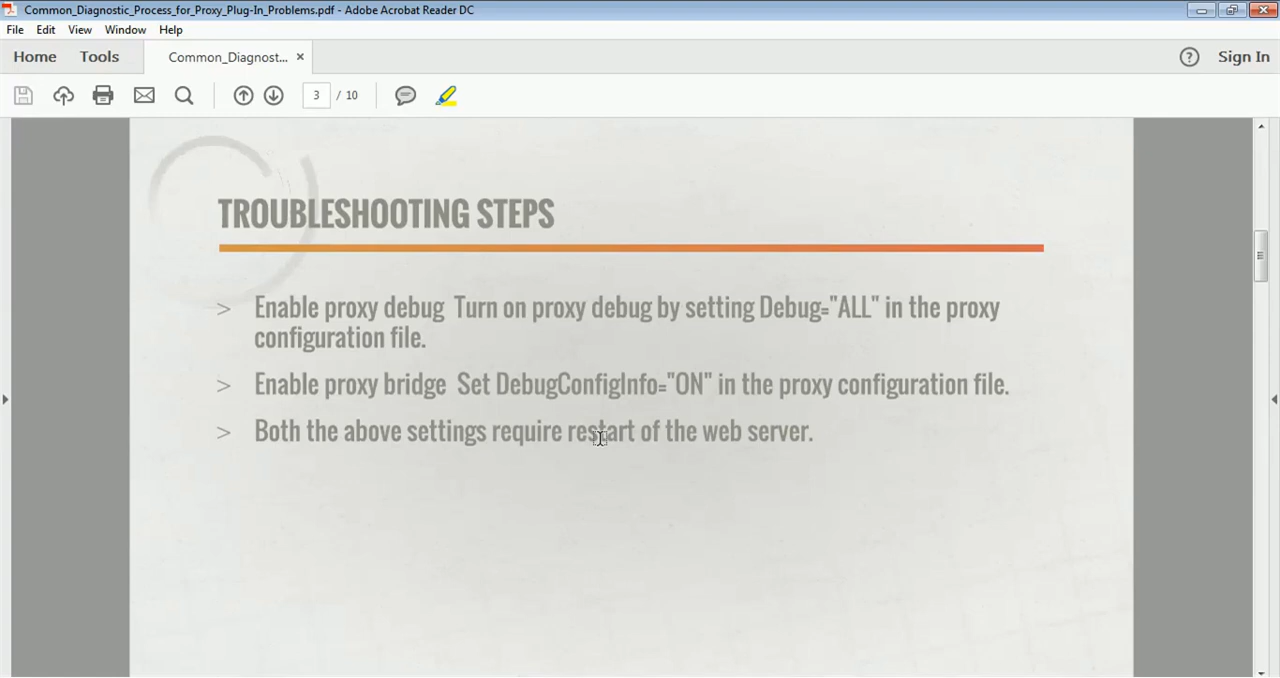 Common_Diagnostic_Process_for_Proxy_Plug-In_Problems.pdf - Adobe Acrobat Reader DC
File Edit View Window Help
Home Tools Common_Diagnost... × ? Sign In
3 / 10
TROUBLESHOOTING STEPS
> Enable proxy debug Turn on proxy debug by setting Debug="ALL" in the proxy
configuration file.
> Enable proxy bridge Set DebugConfigInfo="ON" in the proxy configuration file.
> Both the above settings require restart of the web server.